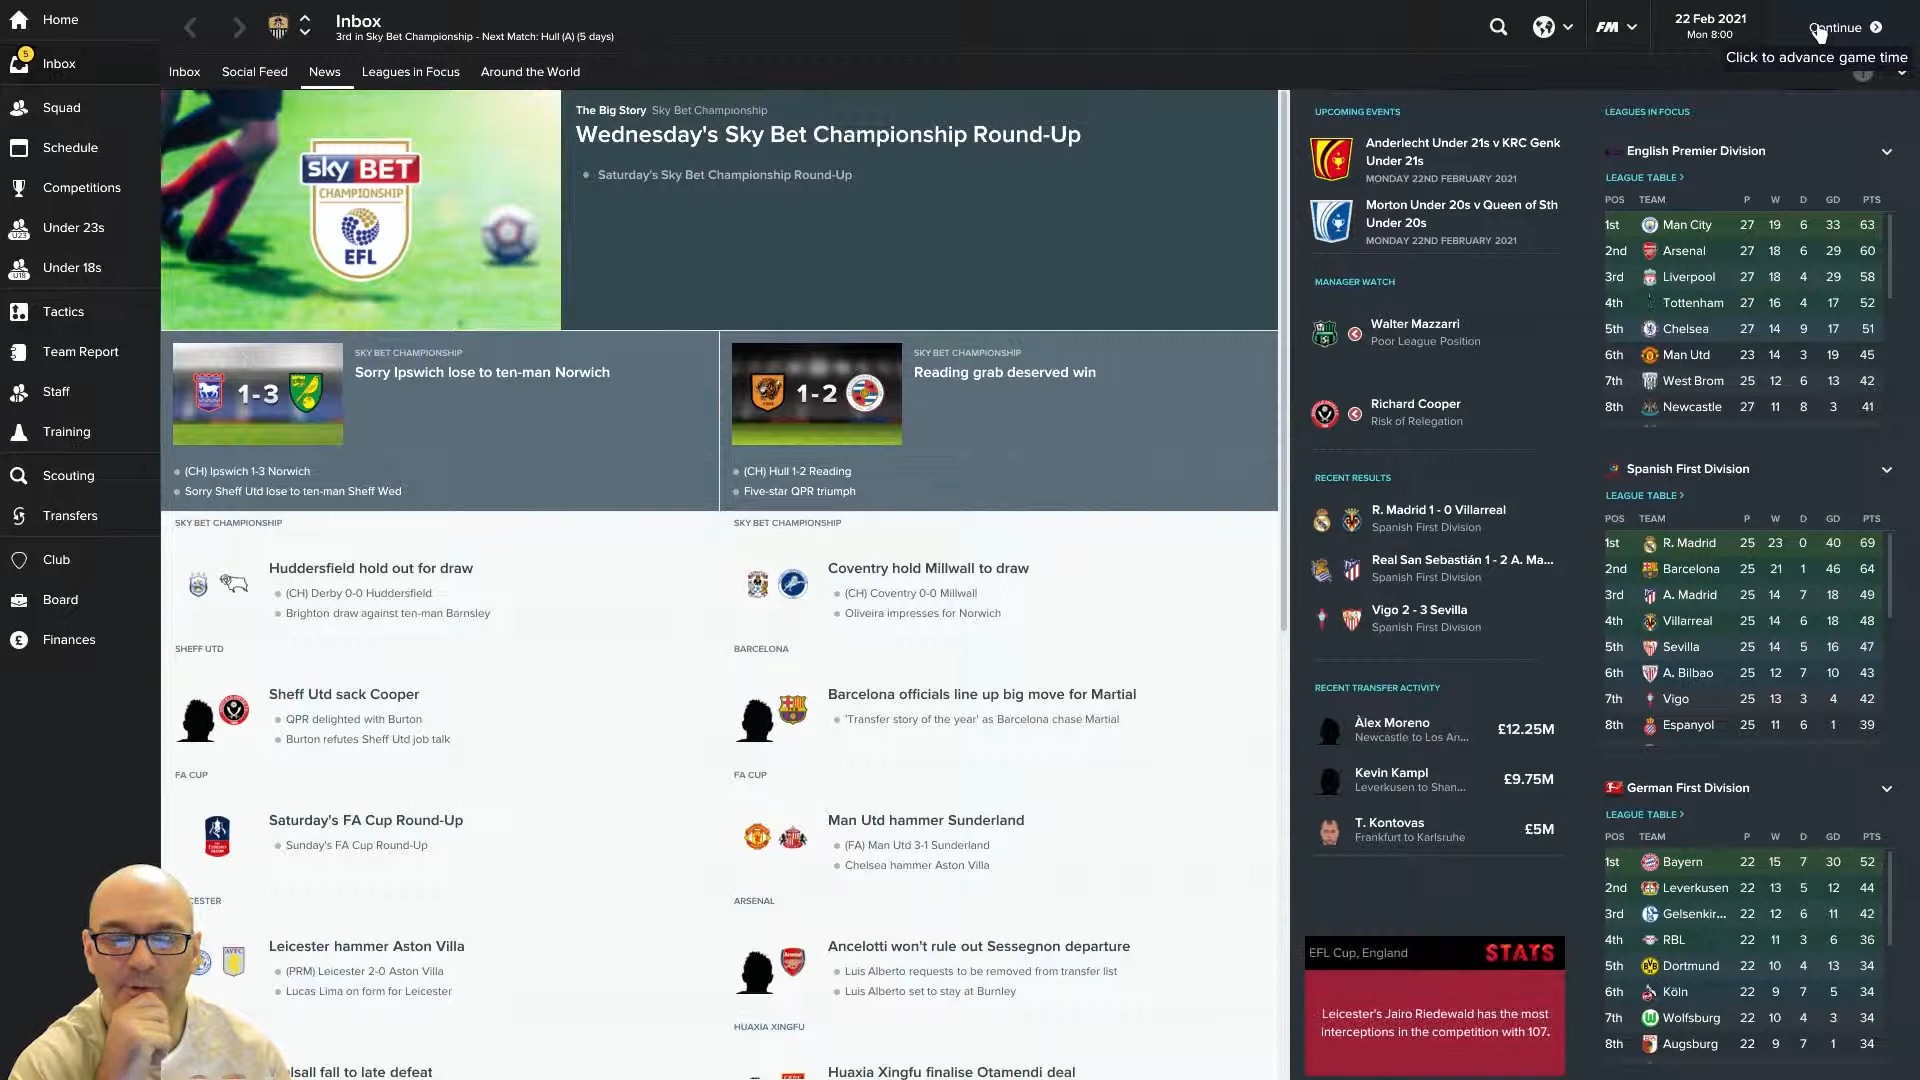 Home
Inbox
3rd in Sky Bet Championship - Next Match: Hull (A) (5 days)
FM
22 Feb 2021
Mon 8:00
Continue
Click to advance game time
5
Inbox
Squad
Schedule
Competitions
Under 23s
Under 18s
Tactics
Team Report
Staff
Training
Scouting
Transfers
Club
Board
Finances
Inbox
Social Feed
News
Leagues in Focus
Around the World
sky BET
CHAMPIONSHIP
EFL
The Big Story Sky Bet Championship
Wednesday's Sky Bet Championship Round-Up
Saturday's Sky Bet Championship Round-Up
1-3
SKY BET CHAMPIONSHIP
Sorry Ipswich lose to ten-man Norwich
(CH) Ipswich 1-3 Norwich
Sorry Sheff Utd lose to ten-man Sheff Wed
1-2
SKY BET CHAMPIONSHIP
Reading grab deserved win
(CH) Hull 1-2 Reading
Five-star QPR triumph
SKY BET CHAMPIONSHIP
Huddersfield hold out for draw
(CH) Derby 0-0 Huddersfield
Brighton draw against ten-man Barnsley
SKY BET CHAMPIONSHIP
Coventry hold Millwall to draw
(CH) Coventry 0-0 Millwall
Oliveira impresses for Norwich
SHEFF UTD
Sheff Utd sack Cooper
QPR delighted with Burton
Burton refutes Sheff Utd job talk
BARCELONA
Barcelona officials line up big move for Martial
'Transfer story of the year' as Barcelona chase Martial
FA CUP
Saturday's FA Cup Round-Up
Sunday's FA Cup Round-Up
FA CUP
Man Utd hammer Sunderland
(FA) Man Utd 3-1 Sunderland
Chelsea hammer Aston Villa
Leicester hammer Aston Villa
(PRM) Leicester 2-0 Aston Villa
Lucas Lima on form for Leicester
ARSENAL
Ancelotti won't rule out Sessegnon departure
Luis Alberto requests to be removed from transfer list
Luis Alberto set to stay at Burnley
fall to late defeat
HUAXIA XINGFU
Huaxia Xingfu finalise Otamendi deal
UPCOMING EVENTS
Anderlecht Under 21s v KRC Genk
Under 21s
MONDAY 22ND FEBRUARY 2021
Morton Under 20s v Queen of Sth
Under 20s
MONDAY 22ND FEBRUARY 2021
MANAGER WATCH
Walter Mazzarri
Poor League Position
Richard Cooper
Risk of Relegation
RECENT RESULTS
R. Madrid 1 - 0 Villarreal
Spanish First Division
Real San Sebastián 1 - 2 A. Ma...
Spanish First Division
Vigo 2 - 3 Sevilla
Spanish First Division
RECENT TRANSFER ACTIVITY
Àlex Moreno £12.25M
Newcastle to Los An...
Kevin Kampl £9.75M
Leverkusen to Shan...
T. Kontovas £5M
Frankfurt to Karlsruhe
EFL Cup, England STATS
Leicester's Jairo Riedewald has the most
interceptions in the competition with 107.
LEAGUES IN FOCUS
English Premier Division
LEAGUE TABLE >
POS TEAM P W D GD PTS
1st Man City 27 19 6 33 63
2nd Arsenal 27 18 6 29 60
3rd Liverpool 27 18 4 29 58
4th Tottenham 27 16 4 17 52
5th Chelsea 27 14 9 17 51
6th Man Utd 23 14 3 19 45
7th West Brom 25 12 6 13 42
8th Newcastle 27 11 8 3 41
Spanish First Division
LEAGUE TABLE >
POS TEAM P W D GD PTS
1st R. Madrid 25 23 0 40 69
2nd Barcelona 25 21 1 46 64
3rd A. Madrid 25 14 7 18 49
4th Villarreal 25 14 6 18 48
5th Sevilla 25 14 5 16 47
6th A. Bilbao 25 12 7 10 43
7th Vigo 25 13 3 4 42
8th Espanyol 25 11 6 1 39
German First Division
LEAGUE TABLE >
POS TEAM P W D GD PTS
1st Bayern 22 15 7 30 52
2nd Leverkusen 22 13 5 12 44
3rd Gelsenkir... 22 12 6 11 42
4th RBL 22 11 3 6 36
5th Dortmund 22 10 4 13 34
6th Köln 22 9 7 5 34
7th Wolfsburg 22 10 4 3 34
8th Augsburg 22 9 7 1 34